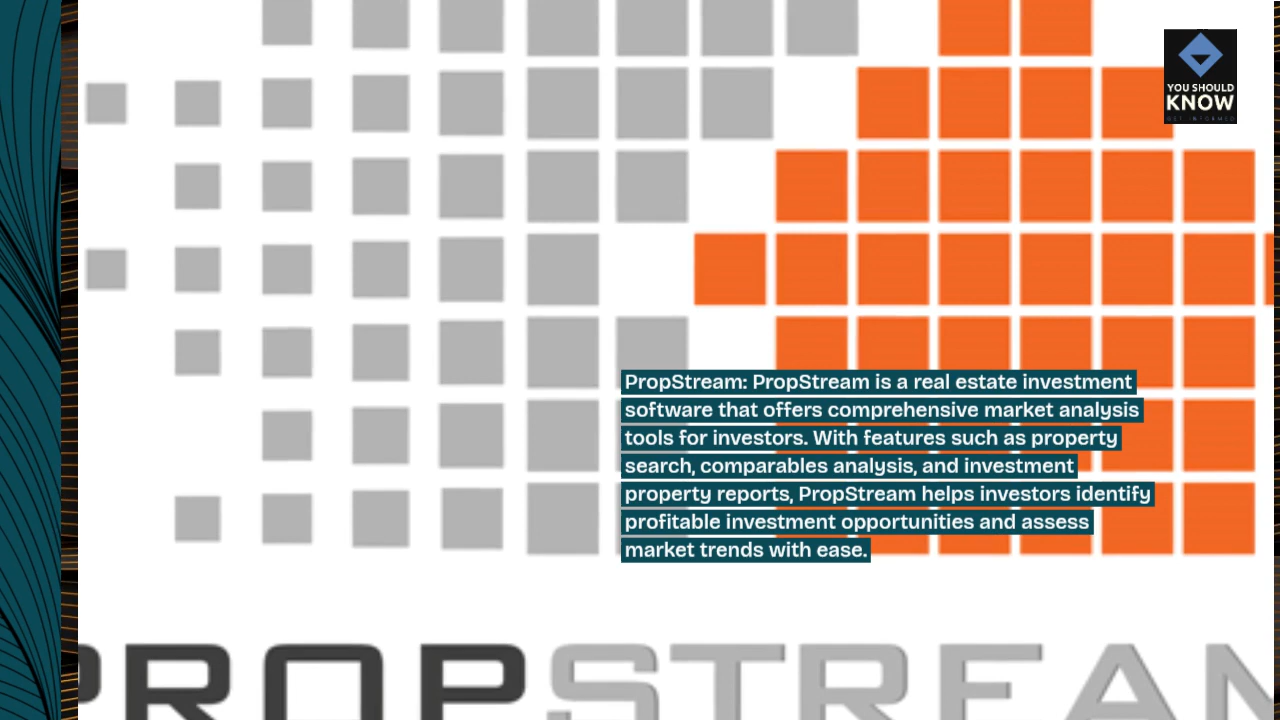 YOU SHOULD
KNOW
GET INFORMED
PropStream: PropStream is a real estate investment
software that offers comprehensive market analysis
tools for investors. With features such as property
search, comparables analysis, and investment
property reports, PropStream helps investors identify
profitable investment opportunities and assess
market trends with ease.
PROPSTREAM